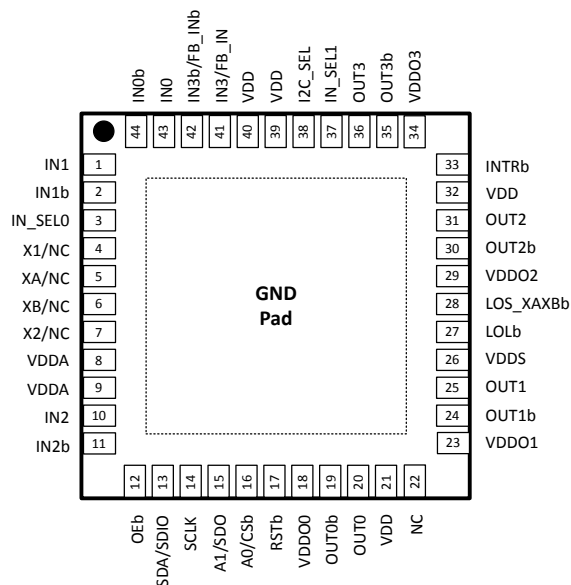 IN0b
IN0
IN3b/FB_INb
IN3/FB_IN
VDD
VDD
I2C_SEL
IN_SEL1
OUT3
OUT3b
VDDO3
44
43
42
41
40
39
38
37
36
35
34
IN1 1
IN1b 2
IN_SEL0 3
X1/NC 4
XA/NC 5
XB/NC 6
X2/NC 7
VDDA 8
VDDA 9
IN2 10
IN2b 11
GND
Pad
33 INTRb
32 VDD
31 OUT2
30 OUT2b
29 VDDO2
28 LOS_XAXBb
27 LOLb
26 VDDS
25 OUT1
24 OUT1b
23 VDDO1
12
13
14
15
16
17
18
19
20
21
22
OEb
SDA/SDIO
SCLK
A1/SDO
A0/CSb
RSTb
VDDO0
OUT0b
OUT0
VDD
NC